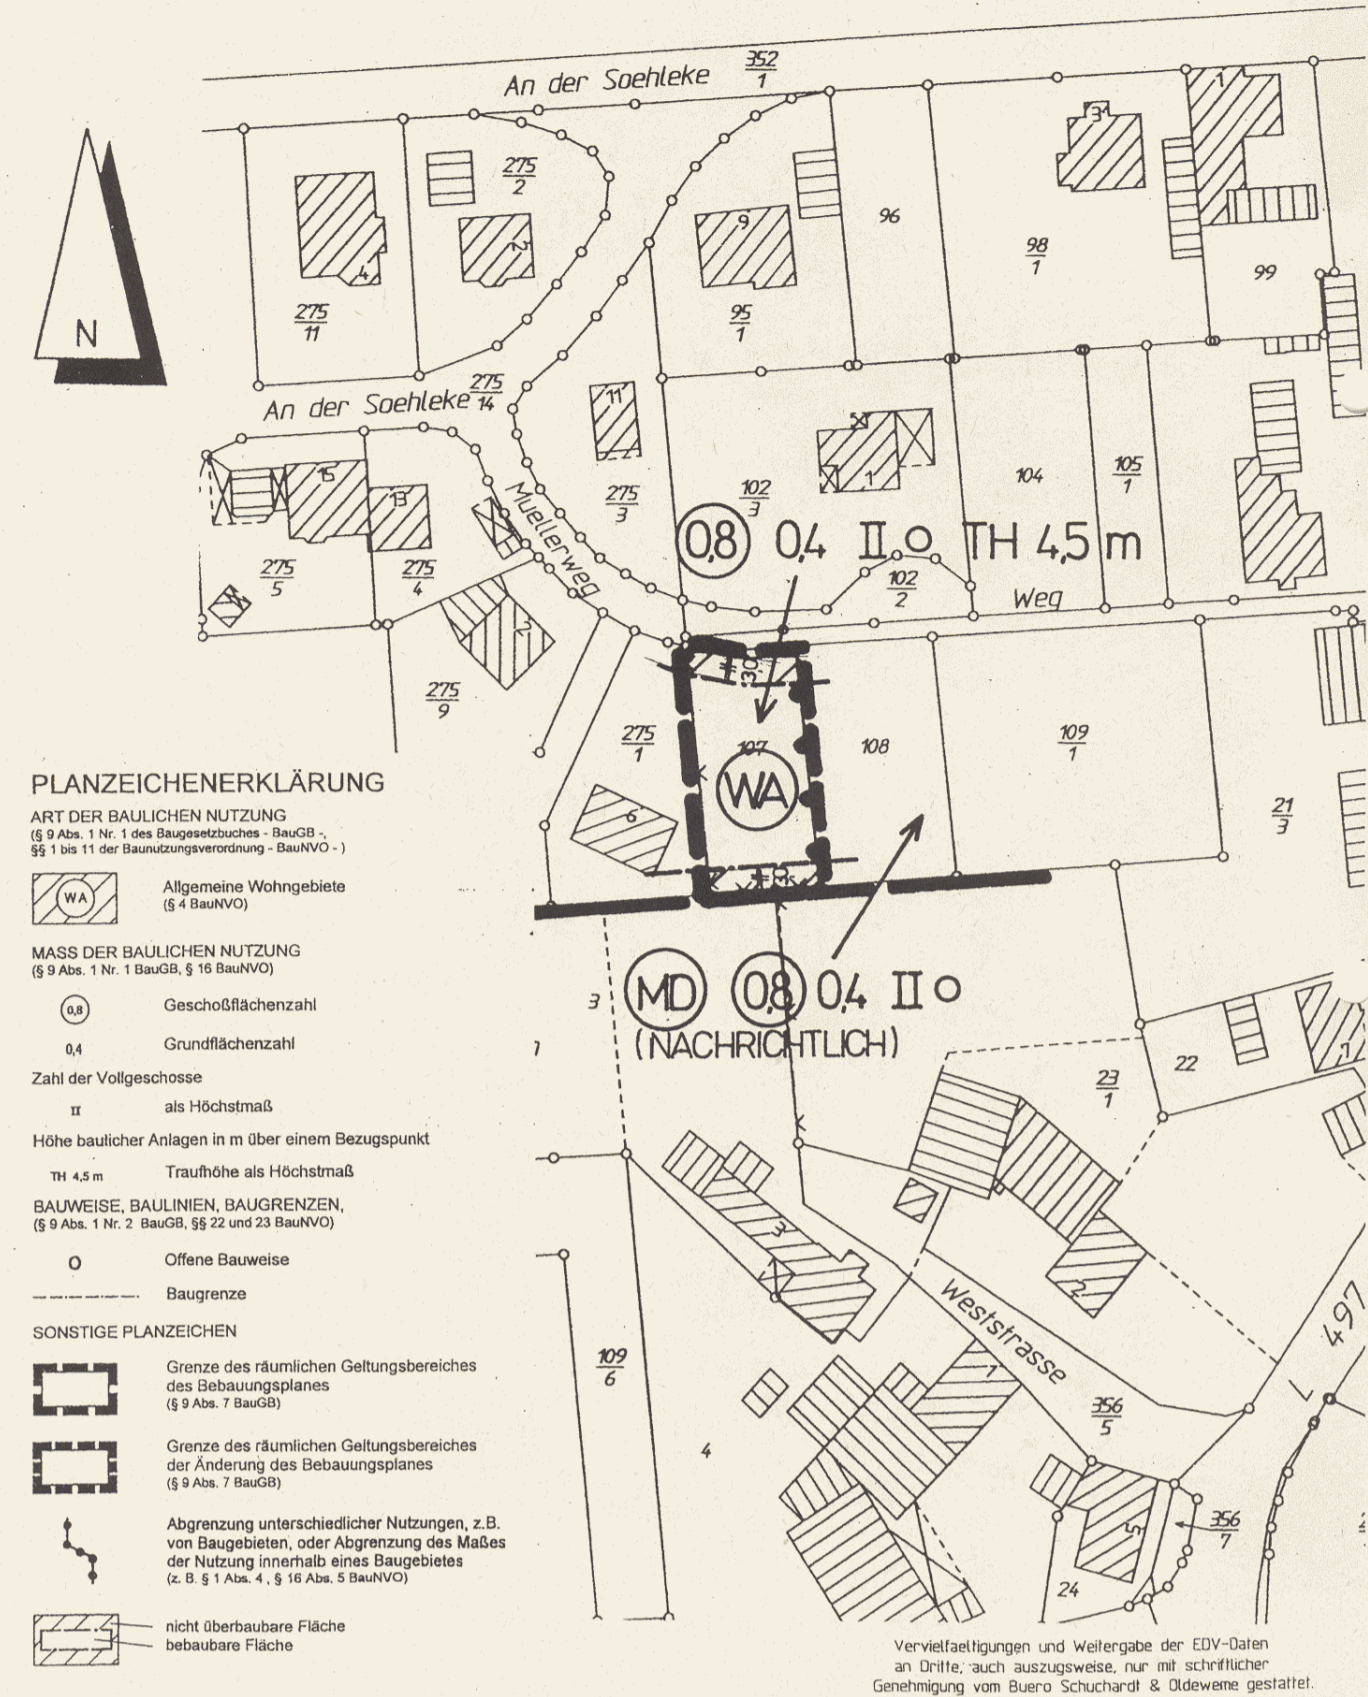 An der Soehleke
352
1
275
2
2
4
275
11
9
95
1
96
3
98
1
1
99
An der Soehleke
275
14
11
275
3
102
3
1
104
105
1
15
13
275
5
275
4
Muellerweg
0,8 0,4 II o TH 4,5 m
102
2
Weg
2
275
9
275
1
6
107
WA
108
109
1
21
3
N
PLANZEICHENERKLÄRUNG
ART DER BAULICHEN NUTZUNG
(§ 9 Abs. 1 Nr. 1 des Baugesetzbuches - BauGB -,
§§ 1 bis 11 der Baunutzungsverordnung - BauNVO - )
WA Allgemeine Wohngebiete
(§ 4 BauNVO)
MASS DER BAULICHEN NUTZUNG
(§ 9 Abs. 1 Nr. 1 BauGB, § 16 BauNVO)
0,8 Geschoßflächenzahl
0,4 Grundflächenzahl
Zahl der Vollgeschosse
II als Höchstmaß
Höhe baulicher Anlagen in m über einem Bezugspunkt
TH 4,5 m Traufhöhe als Höchstmaß
BAUWEISE, BAULINIEN, BAUGRENZEN,
(§ 9 Abs. 1 Nr. 2 BauGB, §§ 22 und 23 BauNVO)
O Offene Bauweise
Baugrenze
SONSTIGE PLANZEICHEN
Grenze des räumlichen Geltungsbereiches
des Bebauungsplanes
(§ 9 Abs. 7 BauGB)
Grenze des räumlichen Geltungsbereiches
der Änderung des Bebauungsplanes
(§ 9 Abs. 7 BauGB)
Abgrenzung unterschiedlicher Nutzungen, z.B.
von Baugebieten, oder Abgrenzung des Maßes
der Nutzung innerhalb eines Baugebietes
(z. B. § 1 Abs. 4 , § 16 Abs. 5 BauNVO)
nicht überbaubare Fläche
bebaubare Fläche
MD 0,8 0,4 II o
(NACHRICHTLICH)
3
22
23
1
3
2
Weststrasse
L 497
109
6
4
1
356
5
356
7
5
24
Vervielfaeltigungen und Weitergabe der EDV-Daten
an Dritte, auch auszugsweise, nur mit schriftlicher
Genehmigung vom Buero Schuchardt & Oldeweme gestattet.